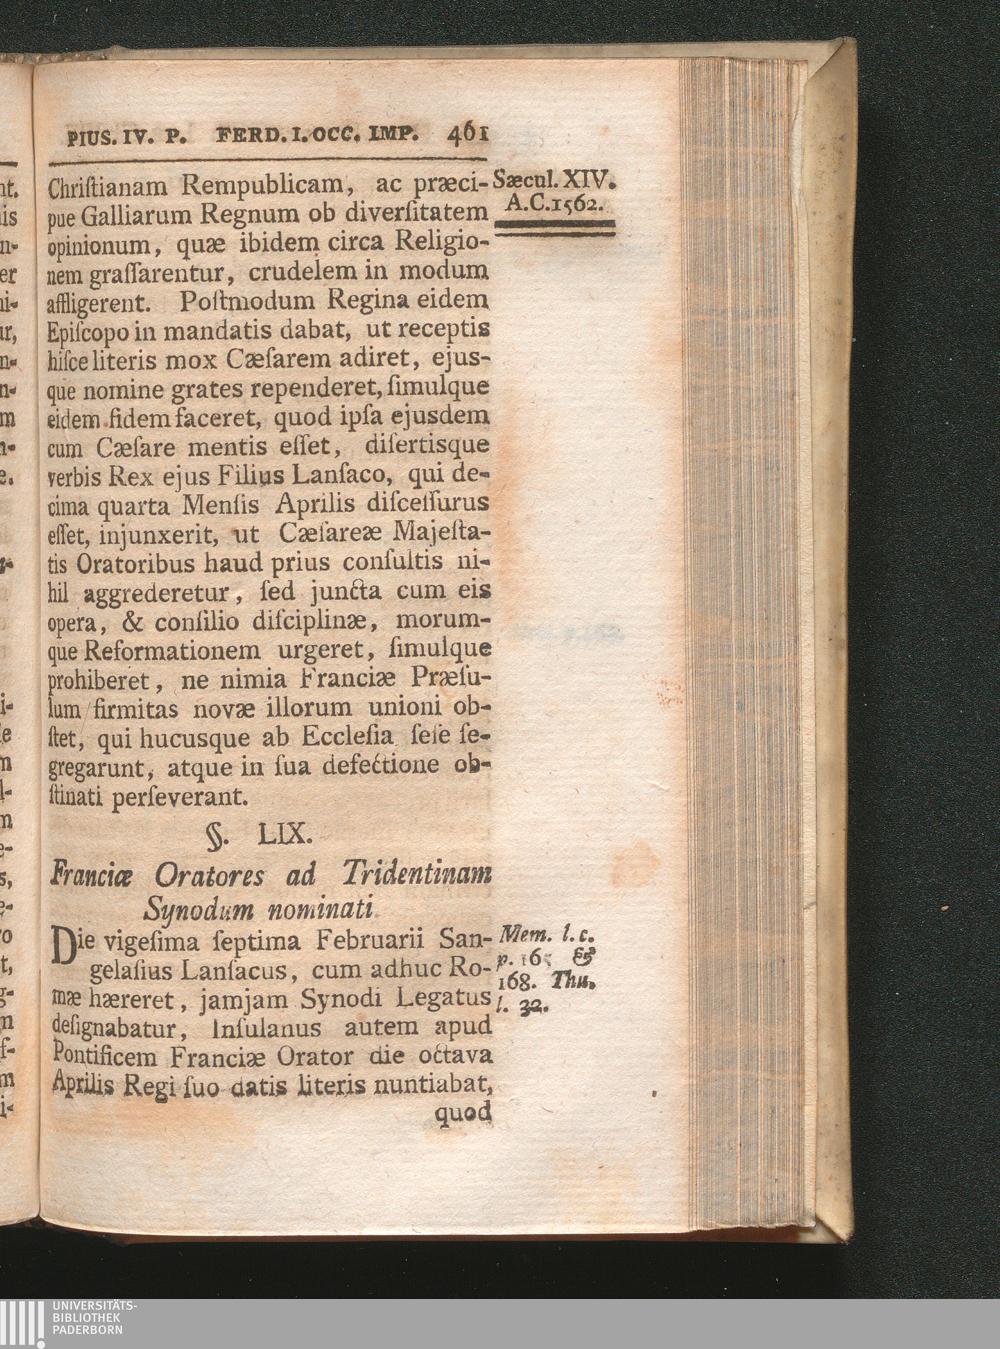 PIUS. IV. P. FERD. I. OCC. IMP. 461
Sæcul. XIV.
A.C. 1562.
Chriſtianam Rempublicam, ac præci-
pue Galliarum Regnum ob diverſitatem
opinionum, quæ ibidem circa Religio-
nem graſſarentur, crudelem in modum
affligerent. Poſtmodum Regina eidem
Epiſcopo in mandatis dabat, ut receptis
hiſce literis mox Cæſarem adiret, ejus-
que nomine grates rependeret, ſimulque
eidem fidem faceret, quod ipſa ejusdem
cum Cæſare mentis eſſet, diſertisque
verbis Rex ejus Filius Lanſaco, qui de-
cima quarta Menſis Aprilis diſceſſurus
eſſet, injunxerit, ut Cæſareæ Majeſta-
tis Oratoribus haud prius conſultis ni-
hil aggrederetur, ſed juncta cum eis
opera, & conſilio diſciplinæ, morum-
que Reformationem urgeret, ſimulque
prohiberet, ne nimia Franciæ Præſu-
lum firmitas novæ illorum unioni ob-
ſtet, qui hucusque ab Eccleſia ſeſe ſe-
gregarunt, atque in ſua defectione ob-
ſtinati perſeverant.
§. LIX.
Franciæ Oratores ad Tridentinam
Synodum nominati.
Die vigeſima ſeptima Februarii San-
gelaſius Lanſacus, cum adhuc Ro-
mæ hæreret, jamjam Synodi Legatus
deſignabatur, Inſulanus autem apud
Pontificem Franciæ Orator die octava
Aprilis Regi ſuo datis literis nuntiabat,
quod
Mem. l. c.
p. 165 &
168. Thu.
l. 32.
UNIVERSITÄTS-
BIBLIOTHEK
PADERBORN